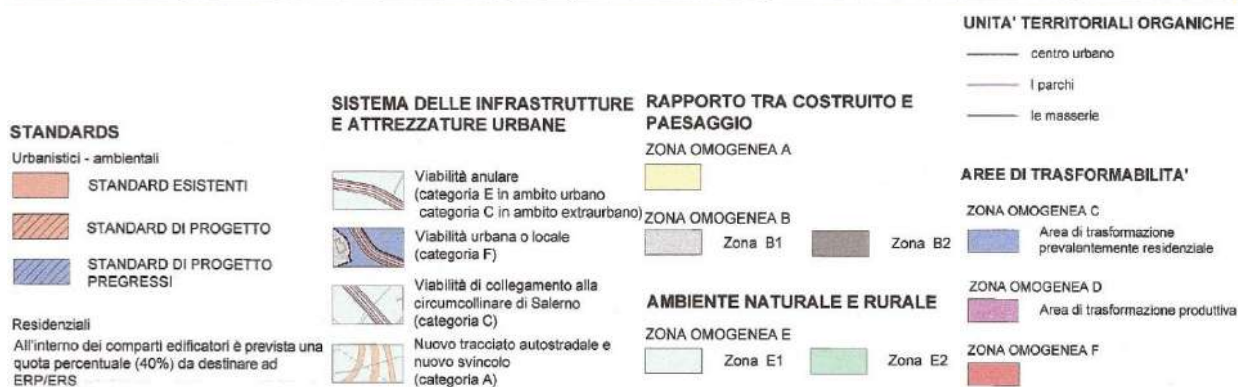 STANDARDS
Urbanistici - ambientali
STANDARD ESISTENTI
STANDARD DI PROGETTO
STANDARD DI PROGETTO
PREGRESSI
Residenziali
All'interno dei comparti edificatori è prevista una
quota percentuale (40%) da destinare ad
ERP/ERS
SISTEMA DELLE INFRASTRUTTURE
E ATTREZZATURE URBANE
Viabilità anulare
(categoria E in ambito urbano
categoria C in ambito extraurbano)
Viabilità urbana o locale
(categoria F)
Viabilità di collegamento alla
circumcollinare di Salerno
(categoria C)
Nuovo tracciato autostradale e
nuovo svincolo
(categoria A)
RAPPORTO TRA COSTRUITO E
PAESAGGIO
ZONA OMOGENEA A
ZONA OMOGENEA B
Zona B1
Zona B2
AMBIENTE NATURALE E RURALE
ZONA OMOGENEA E
Zona E1
Zona E2
UNITA' TERRITORIALI ORGANICHE
centro urbano
I parchi
le masserie
AREE DI TRASFORMABILITA'
ZONA OMOGENEA C
Area di trasformazione
prevalentemente residenziale
ZONA OMOGENEA D
Area di trasformazione produttiva
ZONA OMOGENEA F